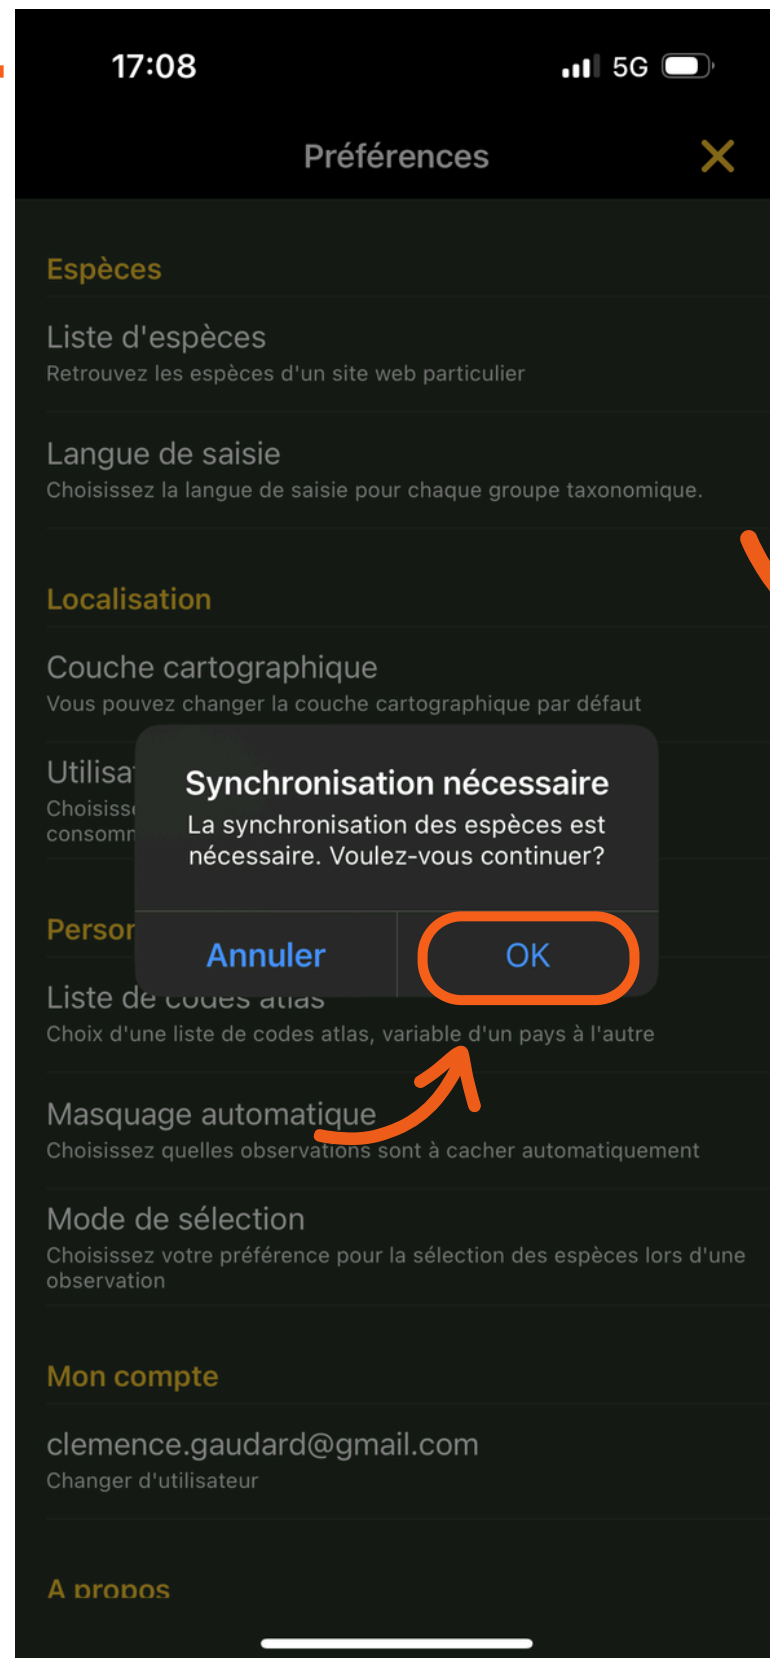 17:08
5G
Préférences
Espèces
Liste d'espèces
Retrouvez les espèces d'un site web particulier
Langue de saisie
Choisissez la langue de saisie pour chaque groupe taxonomique.
Localisation
Couche cartographique
Vous pouvez changer la couche cartographique par défaut
Synchronisation nécessaire
La synchronisation des espèces est
nécessaire. Voulez-vous continuer?
Annuler
OK
Liste de codes atlas
Choix d'une liste de codes atlas, variable d'un pays à l'autre
Masquage automatique
Choisissez quelles observations sont à cacher automatiquement
Mode de sélection
Choisissez votre préférence pour la sélection des espèces lors d'une
observation
Mon compte
clemence.gaudard@gmail.com
Changer d'utilisateur
A propos